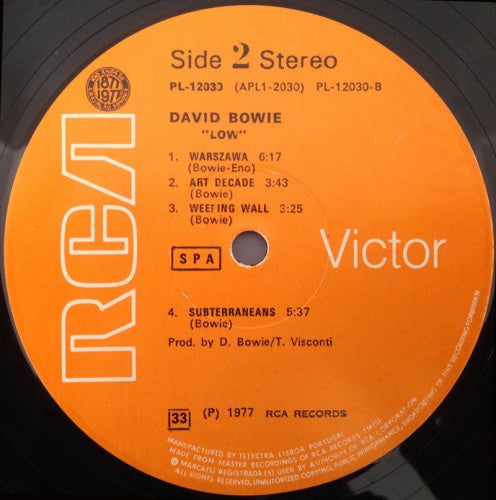 Side 2 Stereo
PL-12030 (APL1-2030) PL-12030-B
1877
1977
DAVID BOWIE
"LOW"
1. WARSZAWA 6:17
(Bowie-Eno)
2. ART DECADE 3:43
(Bowie)
3. WEEPING WALL 3:25
(Bowie)
RCA
Victor
SPA
4. SUBTERRANEANS 5:37
(Bowie)
Prod. by D. Bowie/T. Visconti
33 (P) 1977 RCA RECORDS
MANUFACTURED BY TELECTRA LISBOA PORTUGAL
MADE FROM MASTER RECORDINGS OF RCA RECORDS TM(S)
® MARCA(S) REGISTRADA(S) USED BY AUTHORITY OF RCA CORPORATION
ALL RIGHTS RESERVED, UNAUTHORIZED COPYING, PUBLIC PERFORMANCE, BROADCASTING OF THIS RECORDING FORBIDDEN